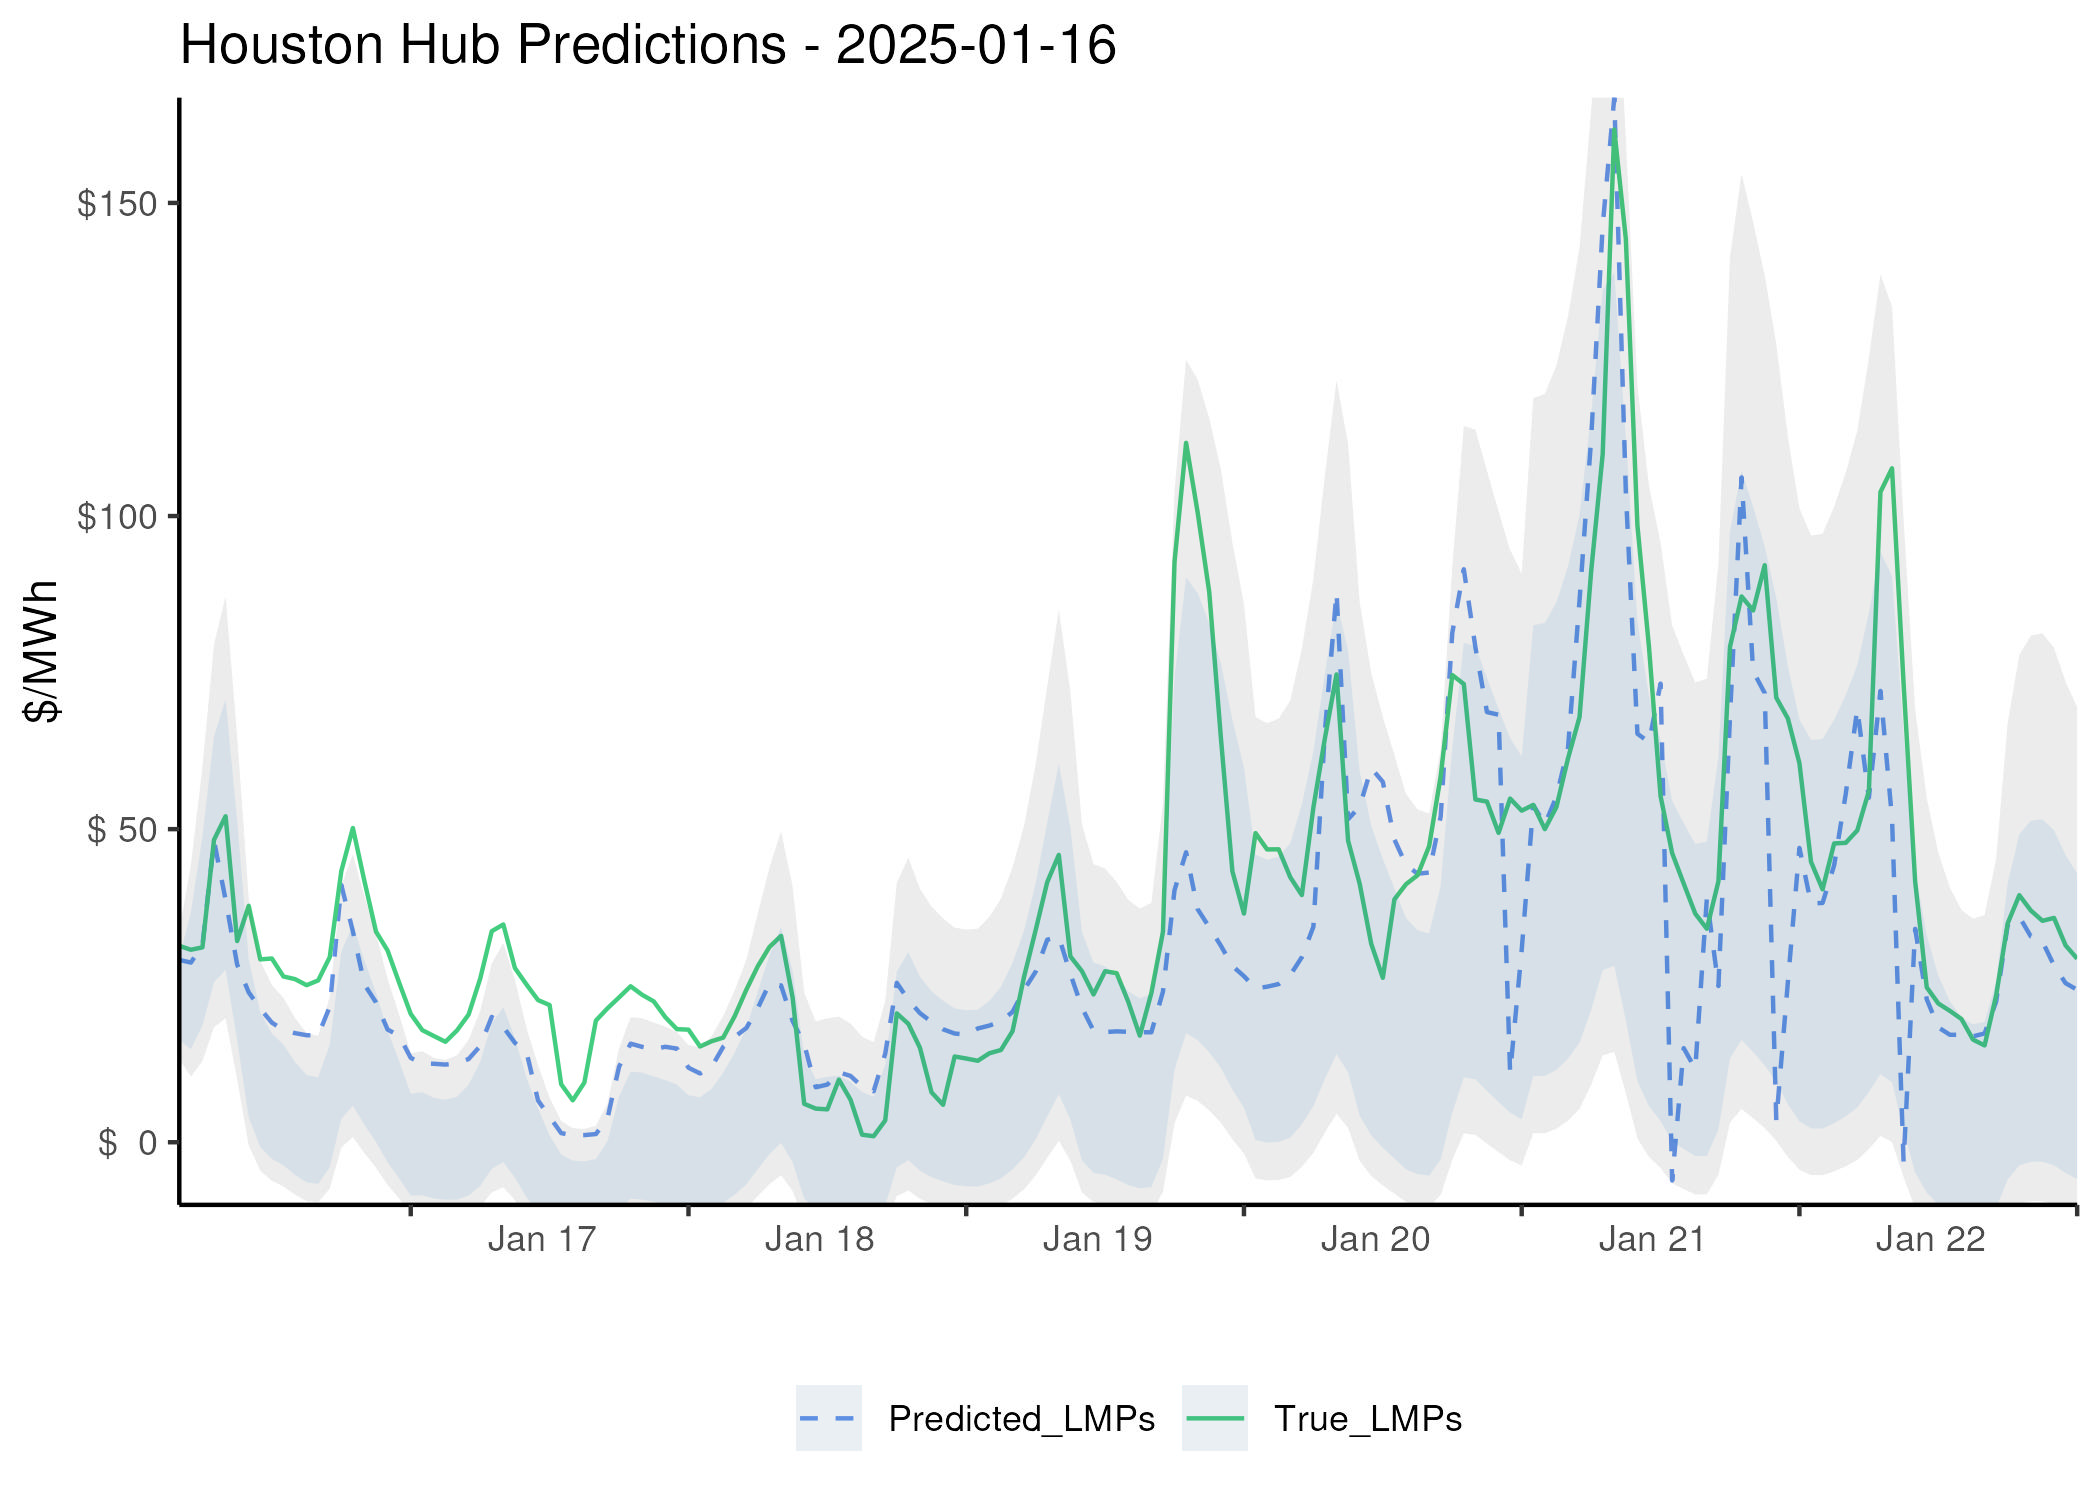 Houston Hub Predictions - 2025-01-16
$/MWh
$150
$100
$ 50
$ 0
Jan 17 Jan 18 Jan 19 Jan 20 Jan 21 Jan 22
Predicted_LMPs True_LMPs